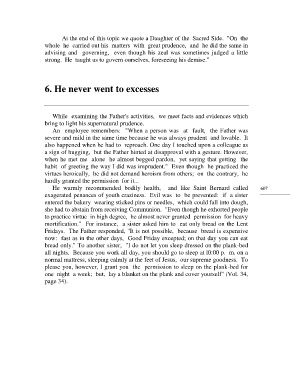 At the end of this topic we quote a Daughter of the Sacred Side. "On the
whole he carried out his matters with great prudence, and he did the same in
advising and governing, even though his zeal was sometimes judged a little
strong. He taught us to govern ourselves, foreseeing his demise."
6. He never went to excesses
While examining the Father's activities, we meet facts and evidences which
bring to light his supernatural prudence.
An employee remembers: "When a person was at fault, the Father was
severe and mild in the same time because he was always prudent and lovable. It
also happened when he had to reproach. One day I touched upon a colleague as
a sign of hugging, but the Father hinted at disapproval with a gesture. However,
when he met me alone he almost begged pardon, yet saying that getting the
habit of greeting the way I did was imprudent." Even though he practiced the
virtues heroically, he did not demand heroism from others; on the contrary, he
hardly granted the permission for it...
He warmly recommended bodily health, and like Saint Bernard called
exaggerated penances of youth craziness. Evil was to be prevented: if a sister
entered the bakery wearing sticked pins or needles, which could fall into dough,
she had to abstain from receiving Communion. "Even though he exhorted people
to practice virtue in high degree, he almost never granted permission for heavy
mortification." For instance, a sister asked him to eat only bread on the Lent
Fridays. The Father responded, "It is not possible, because bread is expensive
now: fast as in the other days, Good Friday excepted; on that day you can eat
bread only." To another sister, "I do not let you sleep dressed on the plank-bed
all nights. Because you work all day, you should go to sleep at 10:00 p. m. on a
normal mattress, sleeping calmly at the feet of Jesus, our supreme goodness. To
please you, however, I grant you the permission to sleep on the plank-bed for
one night a week; but, lay a blanket on the plank and cover yourself" (Vol. 34,
page 34).
607